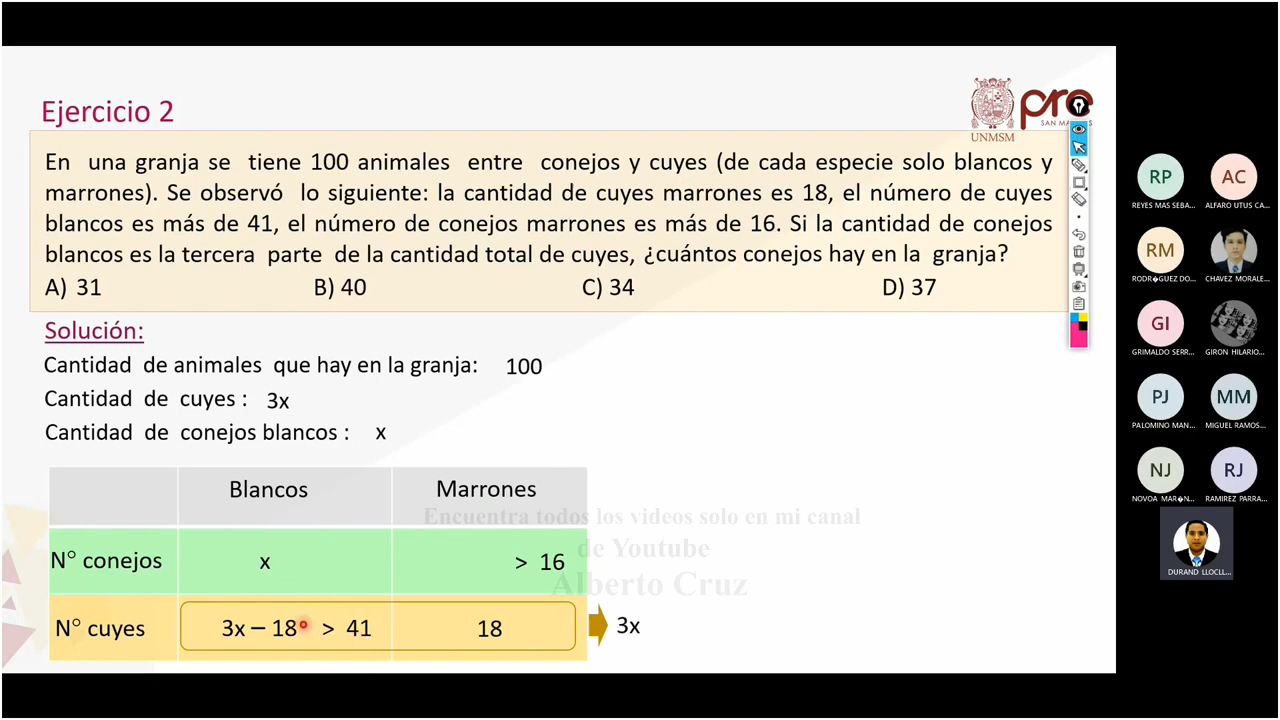 Ejercicio 2
UNMSM
pre
En una granja se tiene 100 animales entre conejos y cuyes (de cada especie solo blancos y
marrones). Se observó lo siguiente: la cantidad de cuyes marrones es 18, el número de cuyes
blancos es más de 41, el número de conejos marrones es más de 16. Si la cantidad de conejos
blancos es la tercera parte de la cantidad total de cuyes, ¿cuántos conejos hay en la granja?
A) 31 B) 40 C) 34 D) 37
Solución:
Cantidad de animales que hay en la granja: 100
Cantidad de cuyes : 3x
Cantidad de conejos blancos : x
Blancos Marrones
N° conejos x > 16
N° cuyes 3x – 18 > 41 18 3x
Encuentra todos los videos solo en mi canal
de Youtube
Alberto Cruz
RP AC
REYES MAS SEBA... ALFARO UTUS CA...
RM
RODR�GUEZ DO... CHAVEZ MORALE...
GI
GRIMALDO SERR... GIRON HILARIO...
PJ MM
PALOMINO MAN... MIGUEL RAMOS...
NJ RJ
NOVOA MAR�N... RAMIREZ PARRA...
DURAND LLOCLL...